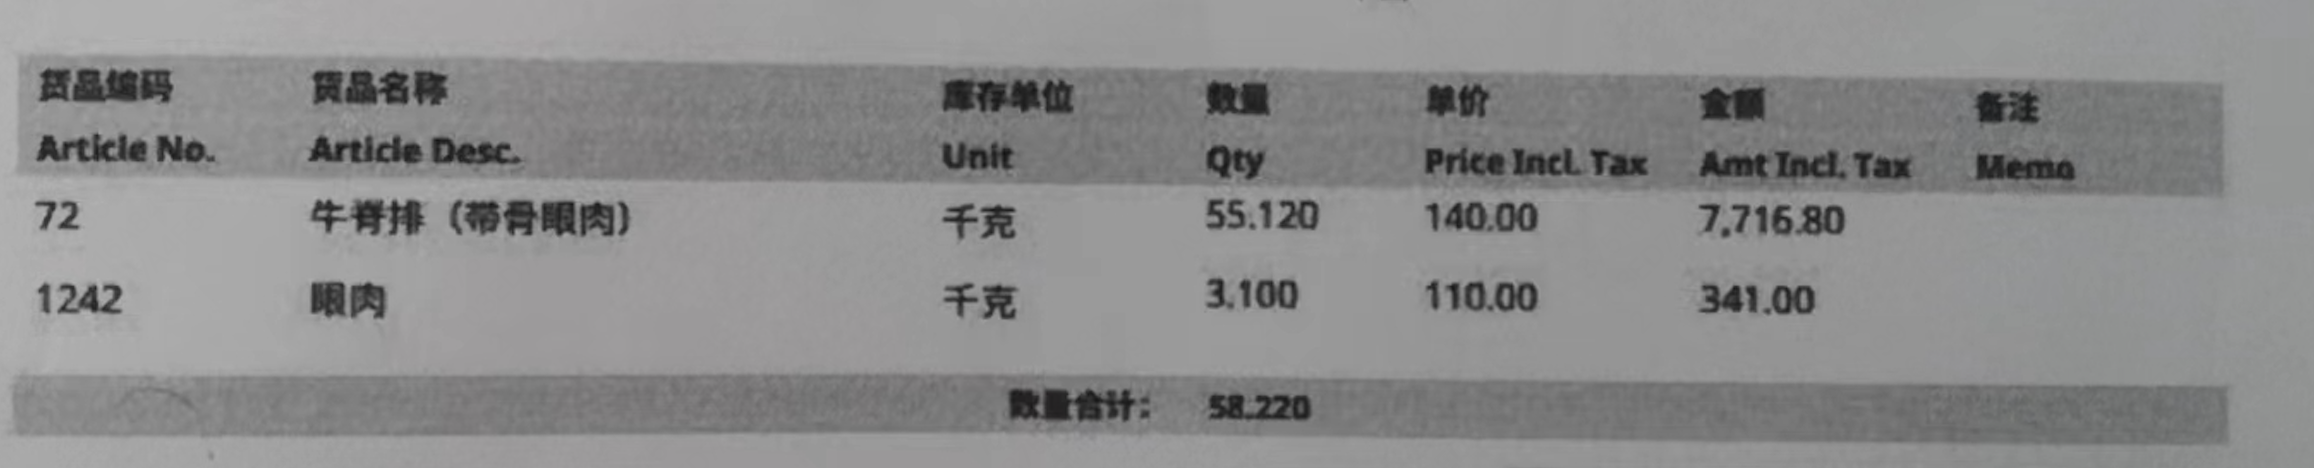 货品编码 货品名称 库存单位 数量 单价 金额 备注
Article No. Article Desc. Unit Qty Price Incl. Tax Amt Incl. Tax Memo
72 牛脊排（带骨眼肉） 千克 55.120 140.00 7,716.80
1242 眼肉 千克 3.100 110.00 341.00
数量合计： 58.220